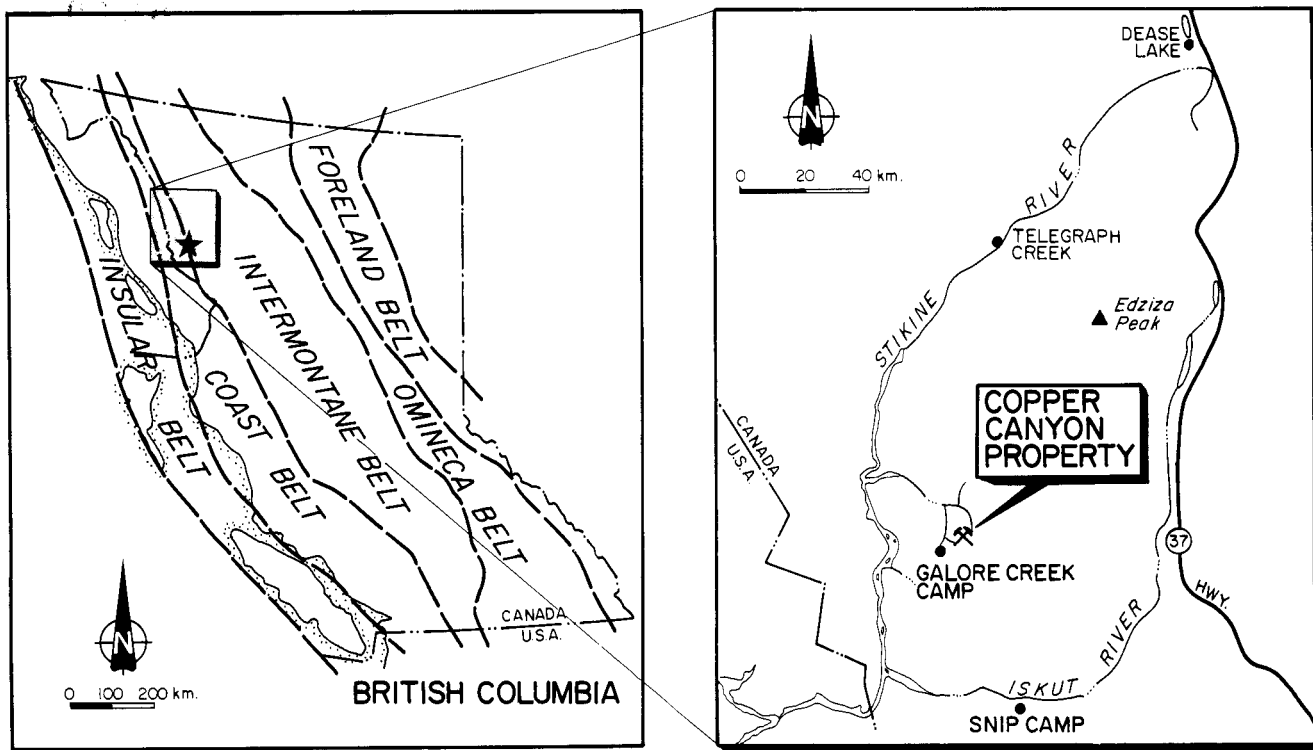 INSULAR
BELT
COAST BELT
INTERMONTANE BELT
FORELAND BELT
OMINECA BELT
CANADA
U.S.A.
N
0 100 200 km.
BRITISH COLUMBIA
DEASE
LAKE
N
0 20 40 km.
STIKINE RIVER
TELEGRAPH
CREEK
Edziza
Peak
COPPER
CANYON
PROPERTY
CANADA
U.S.A
GALORE CREEK
CAMP
37
HWY.
ISKUT RIVER
SNIP CAMP